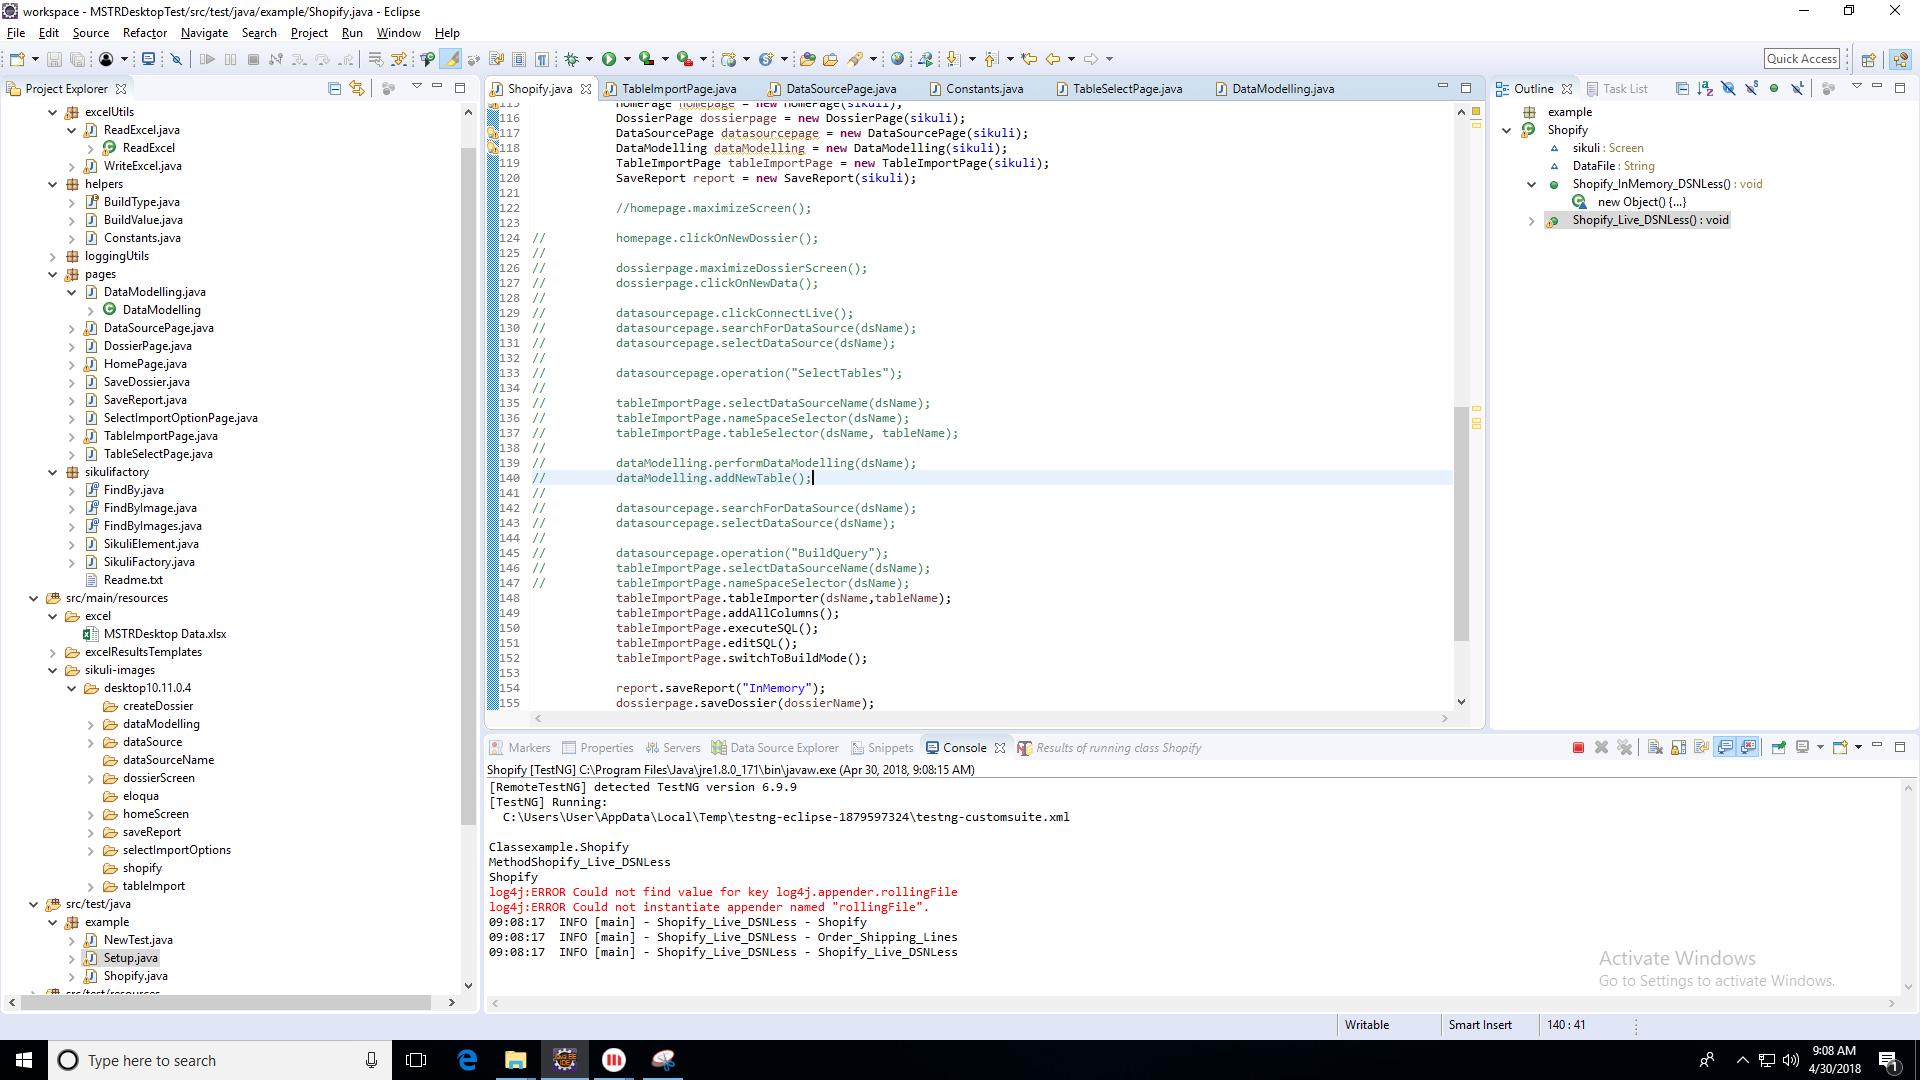 workspace - MSTRDesktopTest/src/test/java/example/Shopify.java - Eclipse
File Edit Source Refactor Navigate Search Project Run Window Help
Quick Access
Project Explorer
excelUtils
ReadExcel.java
ReadExcel
WriteExcel.java
helpers
BuildType.java
BuildValue.java
Constants.java
loggingUtils
pages
DataModelling.java
DataModelling
DataSourcePage.java
DossierPage.java
HomePage.java
SaveDossier.java
SaveReport.java
SelectImportOptionPage.java
TableImportPage.java
TableSelectPage.java
sikulifactory
FindBy.java
FindByImage.java
FindByImages.java
SikuliElement.java
SikuliFactory.java
Readme.txt
src/main/resources
excel
MSTRDesktop Data.xlsx
excelResultsTemplates
sikuli-images
desktop10.11.0.4
createDossier
dataModelling
dataSource
dataSourceName
dossierScreen
eloqua
homeScreen
saveReport
selectImportOptions
shopify
tableImport
src/test/java
example
NewTest.java
Setup.java
Shopify.java
src/test/resources
Shopify.java TableImportPage.java DataSourcePage.java Constants.java TableSelectPage.java DataModelling.java
115 HomePage homepage = new HomePage(sikuli);
116 DossierPage dossierpage = new DossierPage(sikuli);
117 DataSourcePage datasourcepage = new DataSourcePage(sikuli);
118 DataModelling dataModelling = new DataModelling(sikuli);
119 TableImportPage tableImportPage = new TableImportPage(sikuli);
120 SaveReport report = new SaveReport(sikuli);
121
122 //homepage.maximizeScreen();
123
124 // homepage.clickOnNewDossier();
125 //
126 // dossierpage.maximizeDossierScreen();
127 // dossierpage.clickOnNewData();
128 //
129 // datasourcepage.clickConnectLive();
130 // datasourcepage.searchForDataSource(dsName);
131 // datasourcepage.selectDataSource(dsName);
132 //
133 // datasourcepage.operation("SelectTables");
134 //
135 // tableImportPage.selectDataSourceName(dsName);
136 // tableImportPage.nameSpaceSelector(dsName);
137 // tableImportPage.tableSelector(dsName, tableName);
138 //
139 // dataModelling.performDataModelling(dsName);
140 // dataModelling.addNewTable();
141 //
142 // datasourcepage.searchForDataSource(dsName);
143 // datasourcepage.selectDataSource(dsName);
144 //
145 // datasourcepage.operation("BuildQuery");
146 // tableImportPage.selectDataSourceName(dsName);
147 // tableImportPage.nameSpaceSelector(dsName);
148 tableImportPage.tableImporter(dsName,tableName);
149 tableImportPage.addAllColumns();
150 tableImportPage.executeSQL();
151 tableImportPage.editSQL();
152 tableImportPage.switchToBuildMode();
153
154 report.saveReport("InMemory");
155 dossierpage.saveDossier(dossierName);
Outline Task List
example
Shopify
sikuli : Screen
DataFile : String
Shopify_InMemory_DSNLess() : void
new Object() {...}
Shopify_Live_DSNLess() : void
Markers Properties Servers Data Source Explorer Snippets Console Results of running class Shopify
Shopify [TestNG] C:\Program Files\Java\jre1.8.0_171\bin\javaw.exe (Apr 30, 2018, 9:08:15 AM)
[RemoteTestNG] detected TestNG version 6.9.9
[TestNG] Running:
C:\Users\User\AppData\Local\Temp\testng-eclipse-1879597324\testng-customsuite.xml
Classexample.Shopify
MethodShopify_Live_DSNLess
Shopify
log4j:ERROR Could not find value for key log4j.appender.rollingFile
log4j:ERROR Could not instantiate appender named "rollingFile".
09:08:17 INFO [main] - Shopify_Live_DSNLess - Shopify
09:08:17 INFO [main] - Shopify_Live_DSNLess - Order_Shipping_Lines
09:08:17 INFO [main] - Shopify_Live_DSNLess - Shopify_Live_DSNLess
Activate Windows
Go to Settings to activate Windows.
Writable Smart Insert 140 : 41
Type here to search
9:08 AM
4/30/2018
1